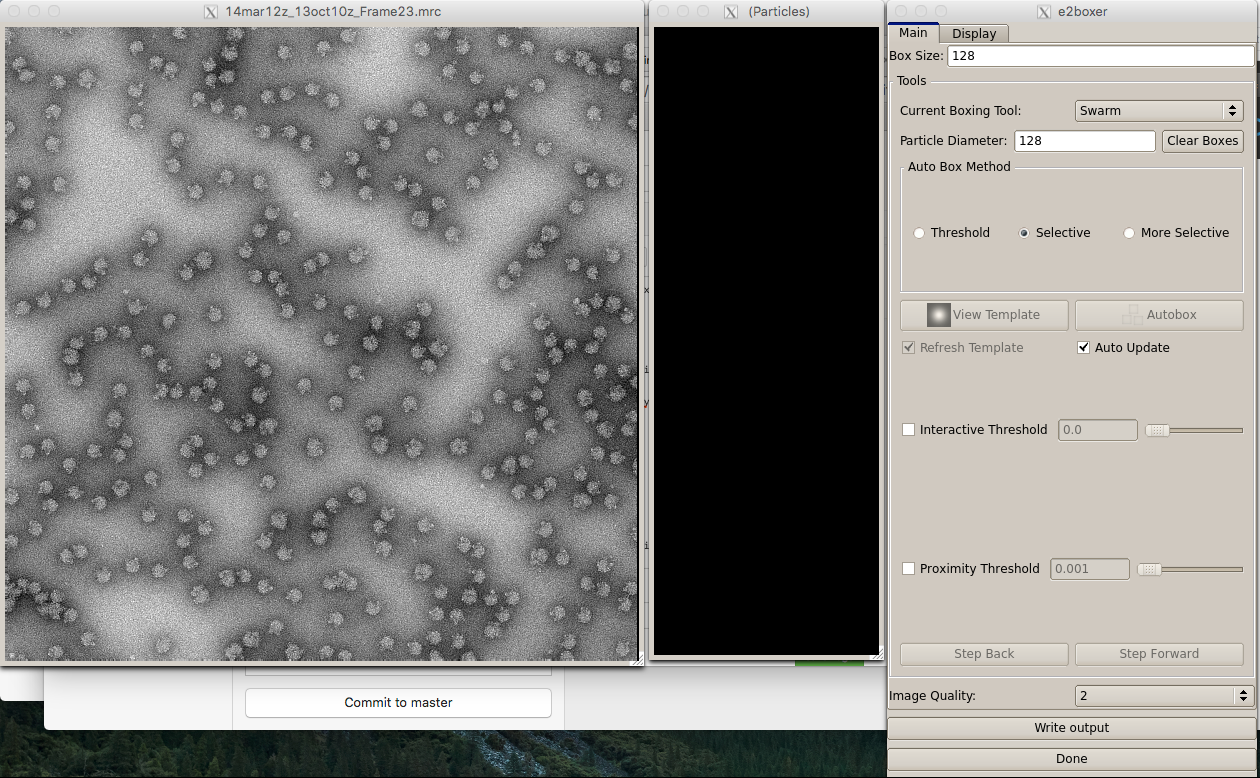 14mar12z_13oct10z_Frame23.mrc
(Particles)
e2boxer
Main Display
Box Size: 128
Tools
Current Boxing Tool: Swarm
Particle Diameter: 128 Clear Boxes
Auto Box Method
Threshold Selective More Selective
View Template Autobox
Refresh Template Auto Update
Interactive Threshold 0.0
Proximity Threshold 0.001
Step Back Step Forward
Image Quality: 2
Write output
Done
Commit to master